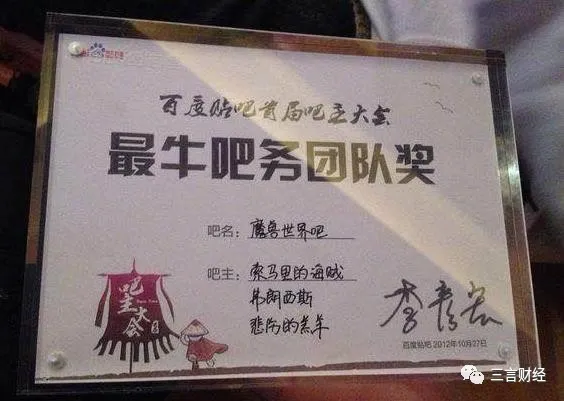 百度贴吧首届吧主大会
最牛吧务团队奖
吧名：魔兽世界吧
吧主：索马里的海贼
弗朗西斯
悲伤的羔羊
吧主大会
李彦宏
百度贴吧 2012年10月27日
三言财经